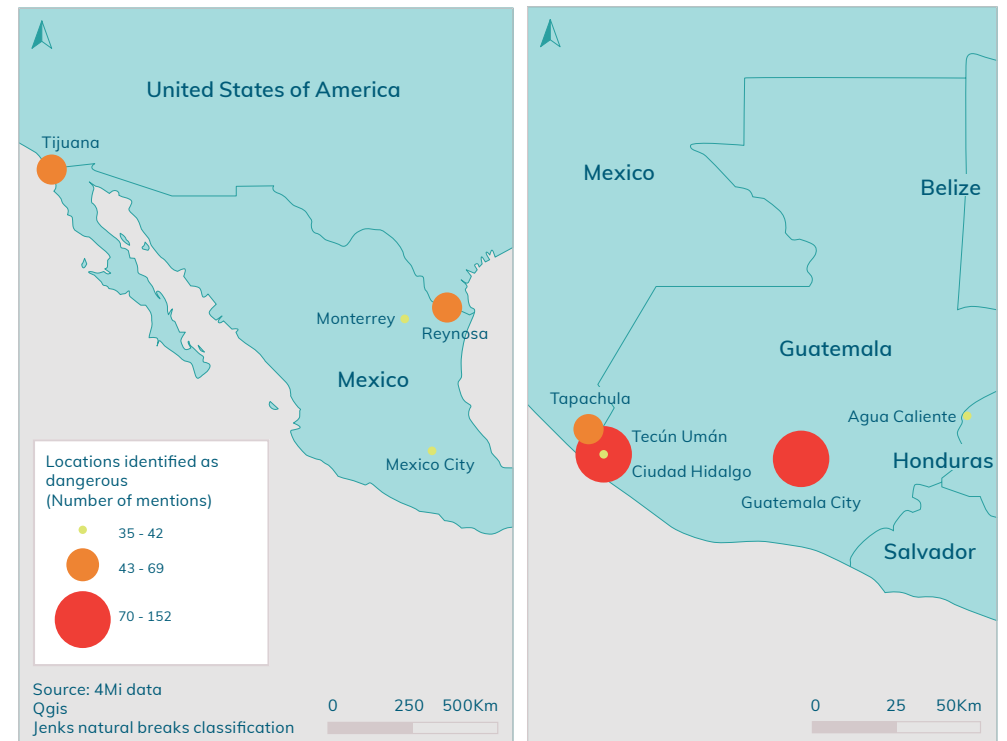 United States of America
Tijuana
Monterrey
Reynosa
Mexico
Mexico City
Locations identified as
dangerous
(Number of mentions)
35 - 42
43 - 69
70 - 152
Source: 4Mi data
Qgis
Jenks natural breaks classification
0 250 500Km
Mexico
Belize
Guatemala
Tapachula
Agua Caliente
Tecún Umán
Ciudad Hidalgo
Honduras
Guatemala City
Salvador
0 25 50Km